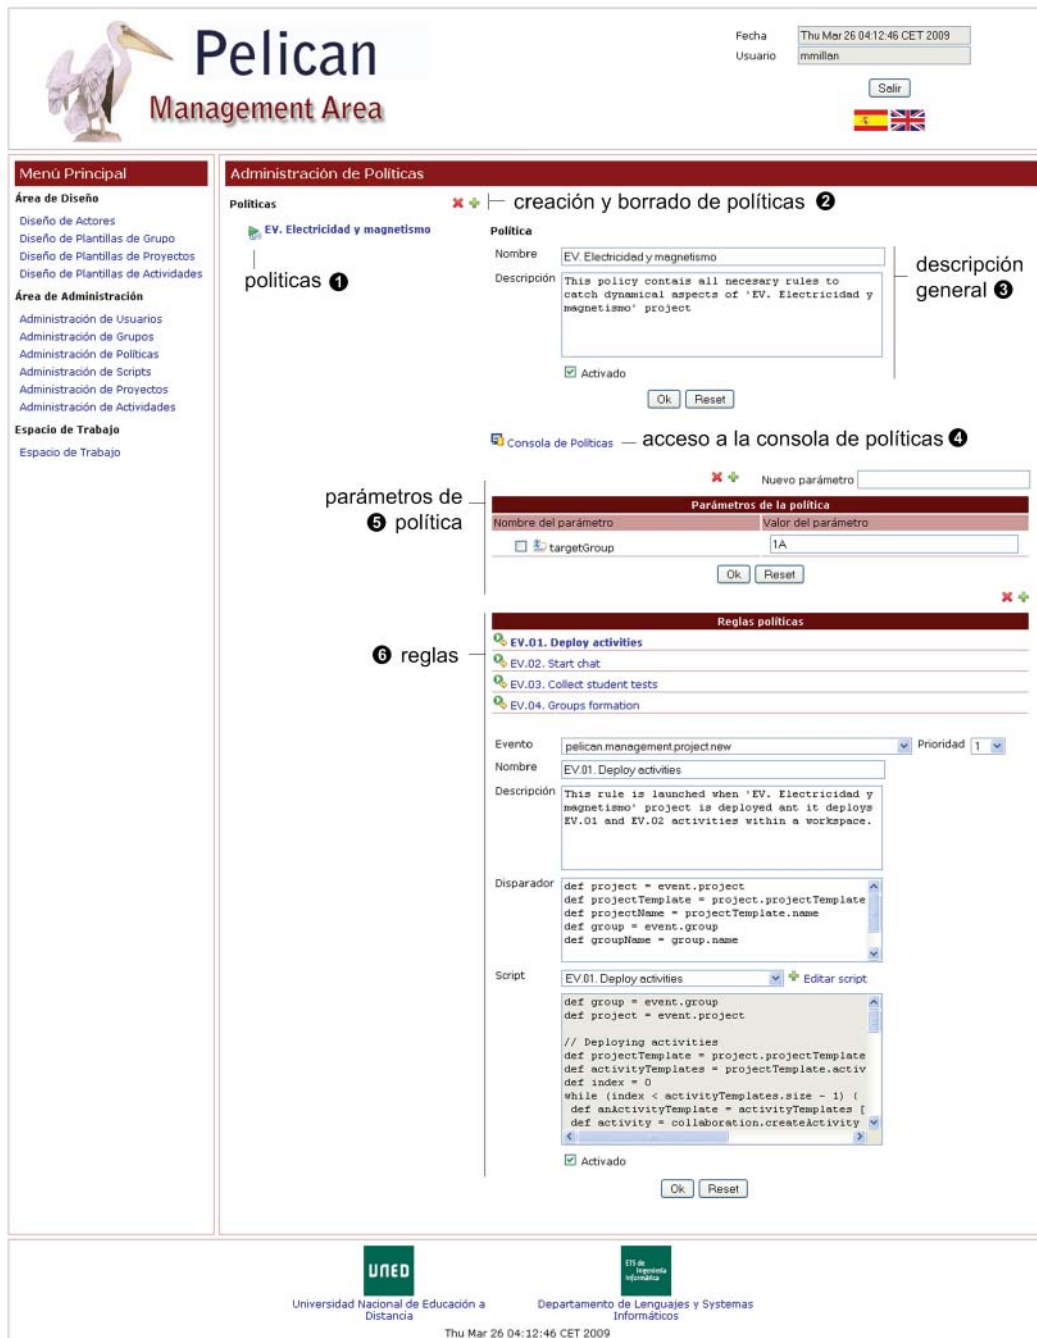 Pelican
Management Area
Fecha Thu Mar 26 04:12:46 CET 2009
Usuario mmillan
Salir
Menú Principal
Área de Diseño
Diseño de Actores
Diseño de Plantillas de Grupo
Diseño de Plantillas de Proyectos
Diseño de Plantillas de Actividades
Área de Administración
Administración de Usuarios
Administración de Grupos
Administración de Políticas
Administración de Scripts
Administración de Proyectos
Administración de Actividades
Espacio de Trabajo
Espacio de Trabajo
Administración de Políticas
Políticas
creación y borrado de políticas 2
EV. Electricidad y magnetismo
politicas 1
Política
Nombre EV. Electricidad y magnetismo
Descripción This policy contais all necesary rules to
catch dynamical aspects of 'EV. Electricidad y
magnetismo' project
descripción
general 3
Activado
Ok Reset
Consola de Políticas
acceso a la consola de políticas 4
Nuevo parámetro
parámetros de
5 política
Parámetros de la política
Nombre del parámetro Valor del parámetro
targetGroup 1A
Ok Reset
6 reglas
Reglas políticas
EV.01. Deploy activities
EV.02. Start chat
EV.03. Collect student tests
EV.04. Groups formation
Evento pelican.management.project.new Prioridad 1
Nombre EV.01. Deploy activities
Descripción This rule is launched when 'EV. Electricidad y
magnetismo' project is deployed ant it deploys
EV.01 and EV.02 activities within a workspace.
Disparador def project = event.project
def projectTemplate = project.projectTemplate
def projectName = projectTemplate.name
def group = event.group
def groupName = group.name
Script EV.01. Deploy activities Editar script
def group = event.group
def project = event.project
// Deploying activities
def projectTemplate = project.projectTemplate
def activityTemplates = projectTemplate.activ
def index = 0
while (index < activityTemplates.size - 1) {
def anActivityTemplate = activityTemplates [
def activity = collaboration.createActivity
Activado
Ok Reset
UNED
ETS de
Ingeniería
Informática
Universidad Nacional de Educación a
Distancia
Departamento de Lenguajes y Systemas
Informáticos
Thu Mar 26 04:12:46 CET 2009